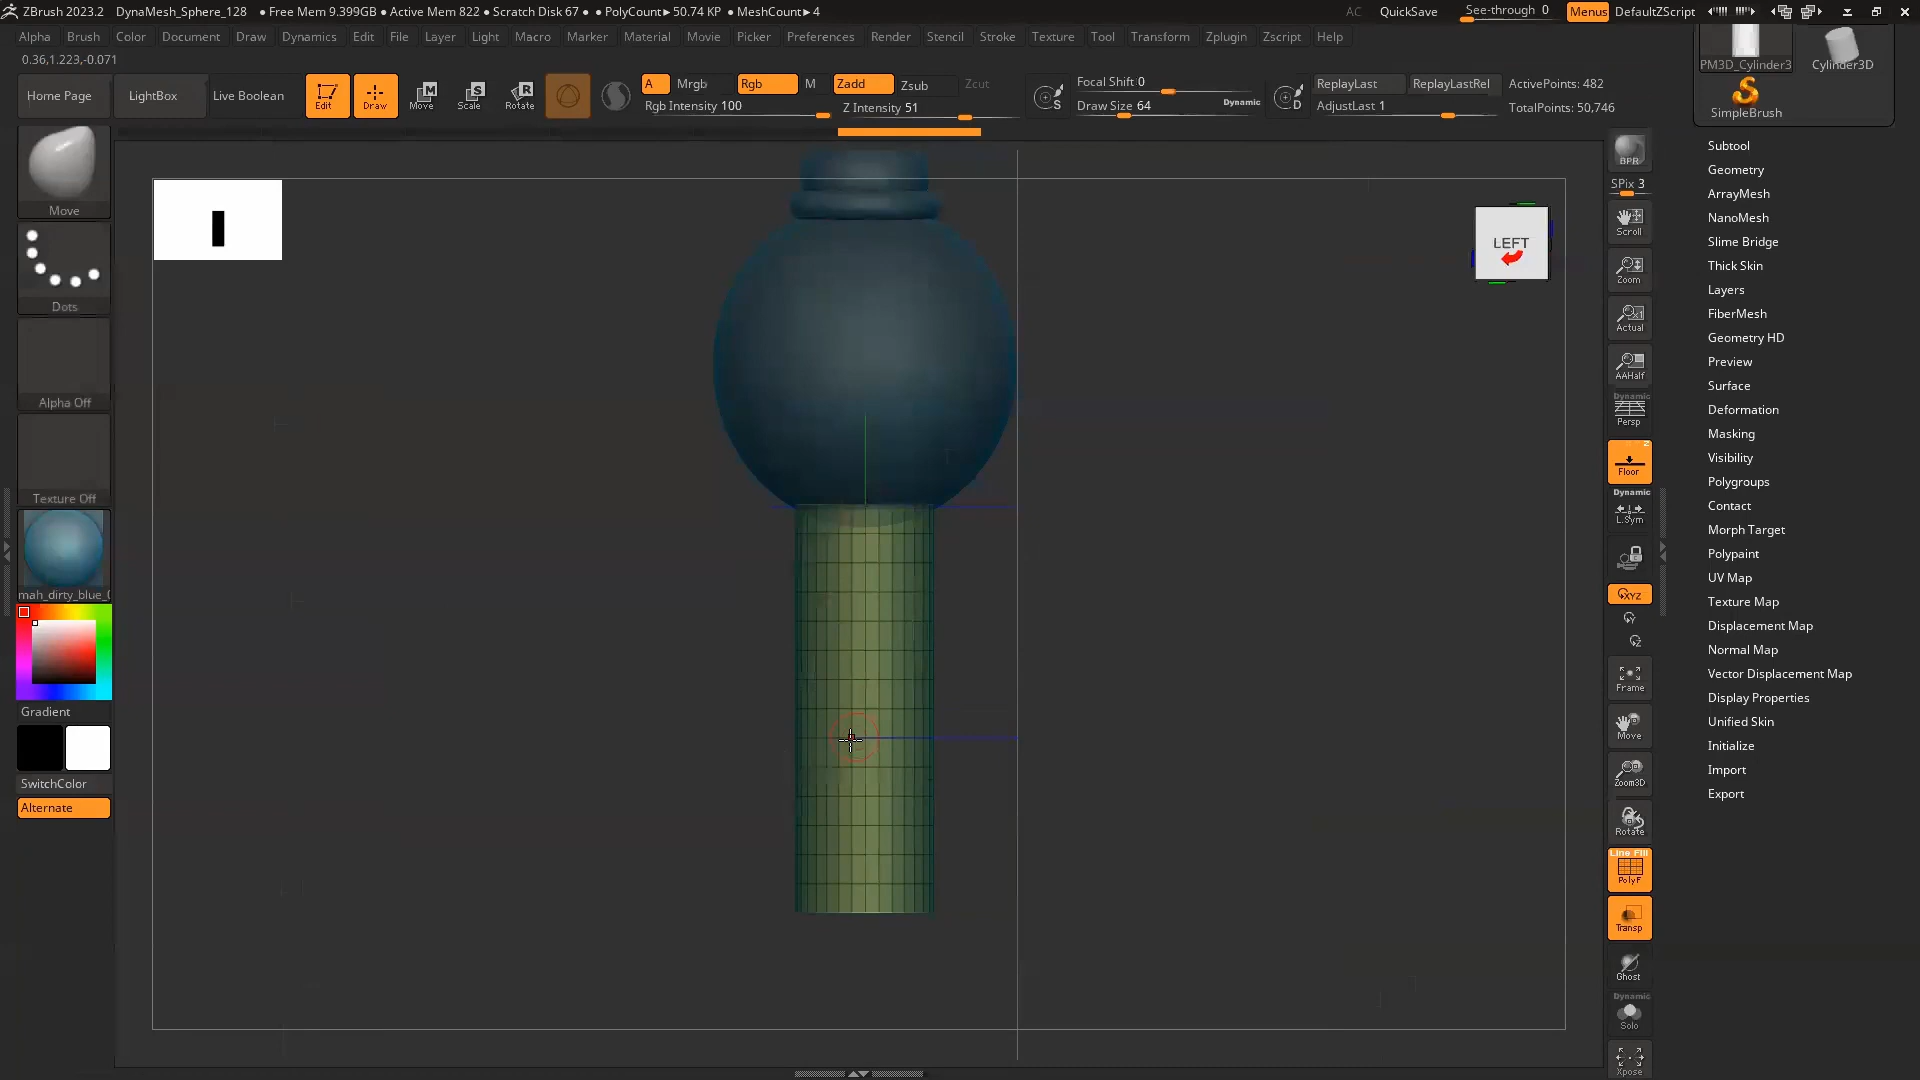 ZBrush 2023.2 DynaMesh_Sphere_128 ● Free Mem 9.399GB ● Active Mem 822 ● Scratch Disk 67 ● ● PolyCount► 50.74 KP ● MeshCount► 4 AC QuickSave See-through 0 Menus DefaultZScript
Alpha Brush Color Document Draw Dynamics Edit File Layer Light Macro Marker Material Movie Picker Preferences Render Stencil Stroke Texture Tool Transform Zplugin Zscript Help
0.36,1.223,-0.071
Home Page LightBox Live Boolean Edit Draw Move Scale Rotate
A Mrgb Rgb M Zadd Zsub Zcut
Rgb Intensity 100 Z Intensity 51
Focal Shift 0
Draw Size 64 Dynamic
S
D
ReplayLast ReplayLastRel ActivePoints: 482
AdjustLast 1 TotalPoints: 50,746
PM3D_Cylinder3 Cylinder3D
SimpleBrush
Move
Dots
Alpha Off
Texture Off
mah_dirty_blue_
Gradient
SwitchColor
Alternate
LEFT
BPR
SPix 3
Scroll
Zoom
Actual
AAHalf
Dynamic
Persp
Floor
Dynamic
L.Sym
XYZ
Y
Z
Frame
Move
Zoom3D
Rotate
Line Fill
PolyF
Transp
Ghost
Dynamic
Solo
Xpose
Subtool
Geometry
ArrayMesh
NanoMesh
Slime Bridge
Thick Skin
Layers
FiberMesh
Geometry HD
Preview
Surface
Deformation
Masking
Visibility
Polygroups
Contact
Morph Target
Polypaint
UV Map
Texture Map
Displacement Map
Normal Map
Vector Displacement Map
Display Properties
Unified Skin
Initialize
Import
Export